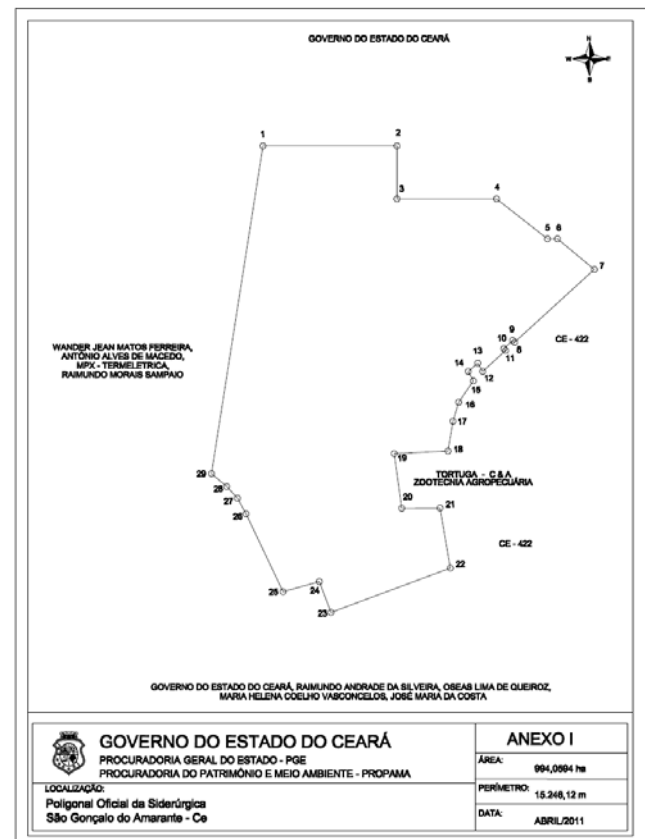 GOVERNO DO ESTADO DO CEARÁ
N
W E
S
1
2
3
4
5 6
7
9
10
8
11
CE - 422
13
14
12
15
16
17
18
19
WANDER JEAN MATOS FERREIRA,
ANTÔNIO ALVES DE MACEDO,
MPX - TERMELETRICA,
RAIMUNDO MORAIS SAMPAIO
29
28
27
26
TORTUGA - C & A
ZOOTECNIA AGROPECUÁRIA
20
21
CE - 422
22
24
25
23
GOVERNO DO ESTADO DO CEARÁ, RAIMUNDO ANDRADE DA SILVEIRA, OSEAS LIMA DE QUEIROZ,
MARIA HELENA COELHO VASCONCELOS, JOSÉ MARIA DA COSTA
GOVERNO DO ESTADO DO CEARÁ
PROCURADORIA GERAL DO ESTADO - PGE
PROCURADORIA DO PATRIMÔNIO E MEIO AMBIENTE - PROPAMA
LOCALIZAÇÃO:
Poligonal Oficial da Siderúrgica
São Gonçalo do Amarante - Ce
ANEXO I
ÁREA:
994,0594 ha
PERÍMETRO:
15.246,12 m
DATA:
ABRIL/2011